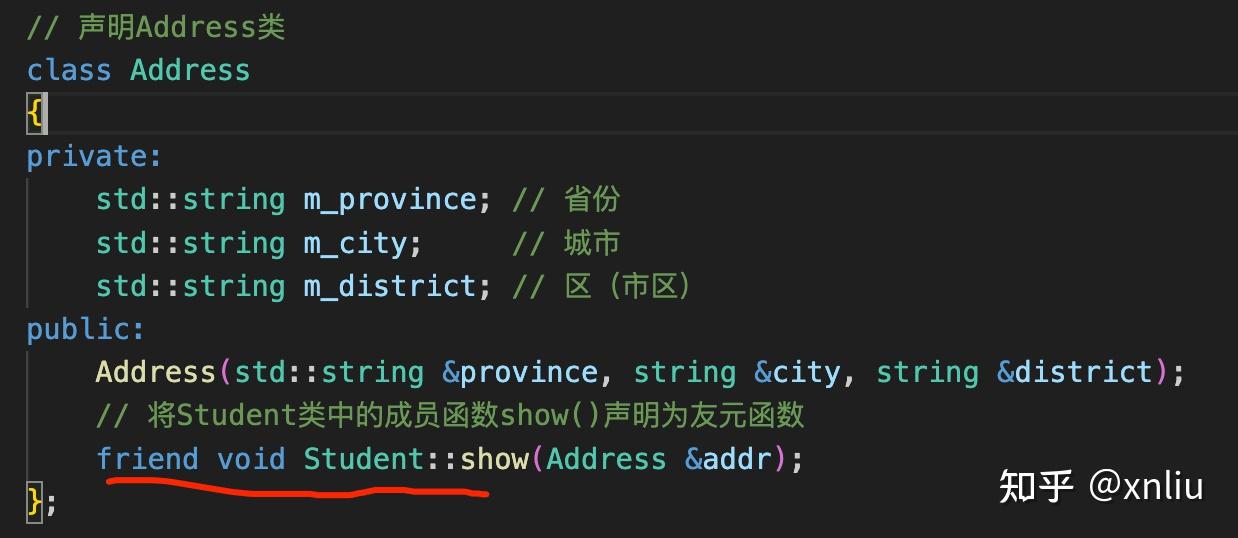 // 声明Address类
class Address
{
private:
    std::string m_province; // 省份
    std::string m_city;     // 城市
    std::string m_district; // 区（市区）
public:
    Address(std::string &province, string &city, string &district);
    // 将Student类中的成员函数show()声明为友元函数
    friend void Student::show(Address &addr);
};
知乎 @xnliu